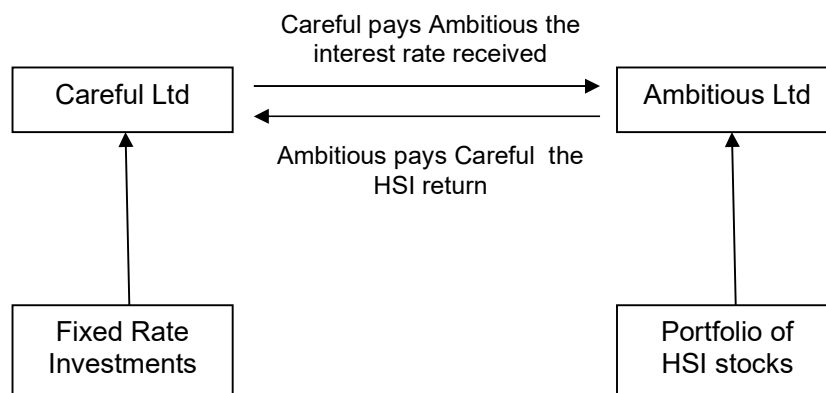 Careful pays Ambitious the
interest rate received
Careful Ltd
Ambitious Ltd
Ambitious pays Careful the
HSI return
Fixed Rate
Investments
Portfolio of
HSI stocks